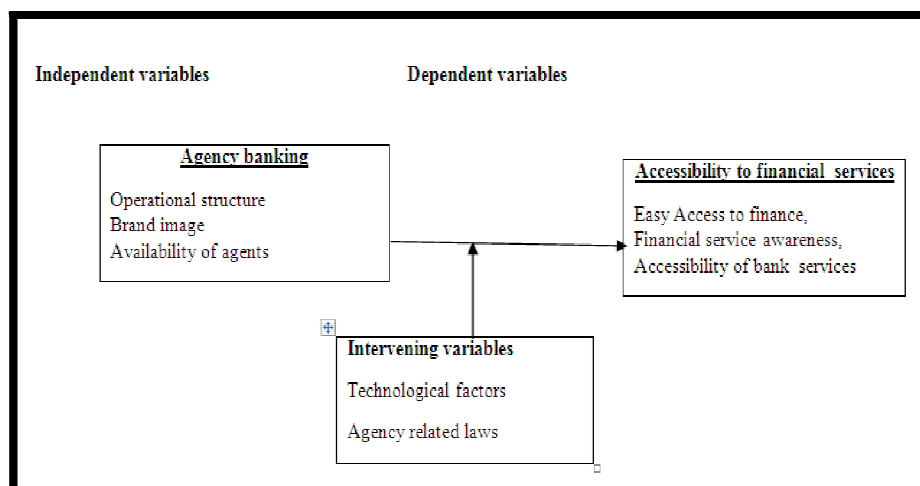 Independent variables
Dependent variables
Agency banking
Operational structure
Brand image
Availability of agents
Accessibility to financial services
Easy Access to finance,
Financial service awareness,
Accessibility of bank services
Intervening variables
Technological factors
Agency related laws